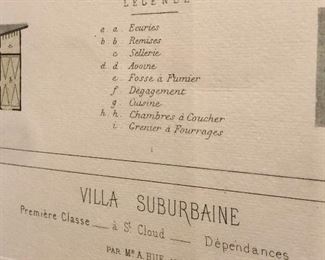 LÉGENDE
a. a. Ecuries
b. b. Remises
c. Sellerie
d. d. Avoine
e. Fosse à Fumier
f. Dégagement
g. Cuisine
h. h. Chambres à Coucher
i. Grenier à Fourrages
VILLA SUBURBAINE
Première Classe — à St. Cloud — Dépendances
PAR Mr A.